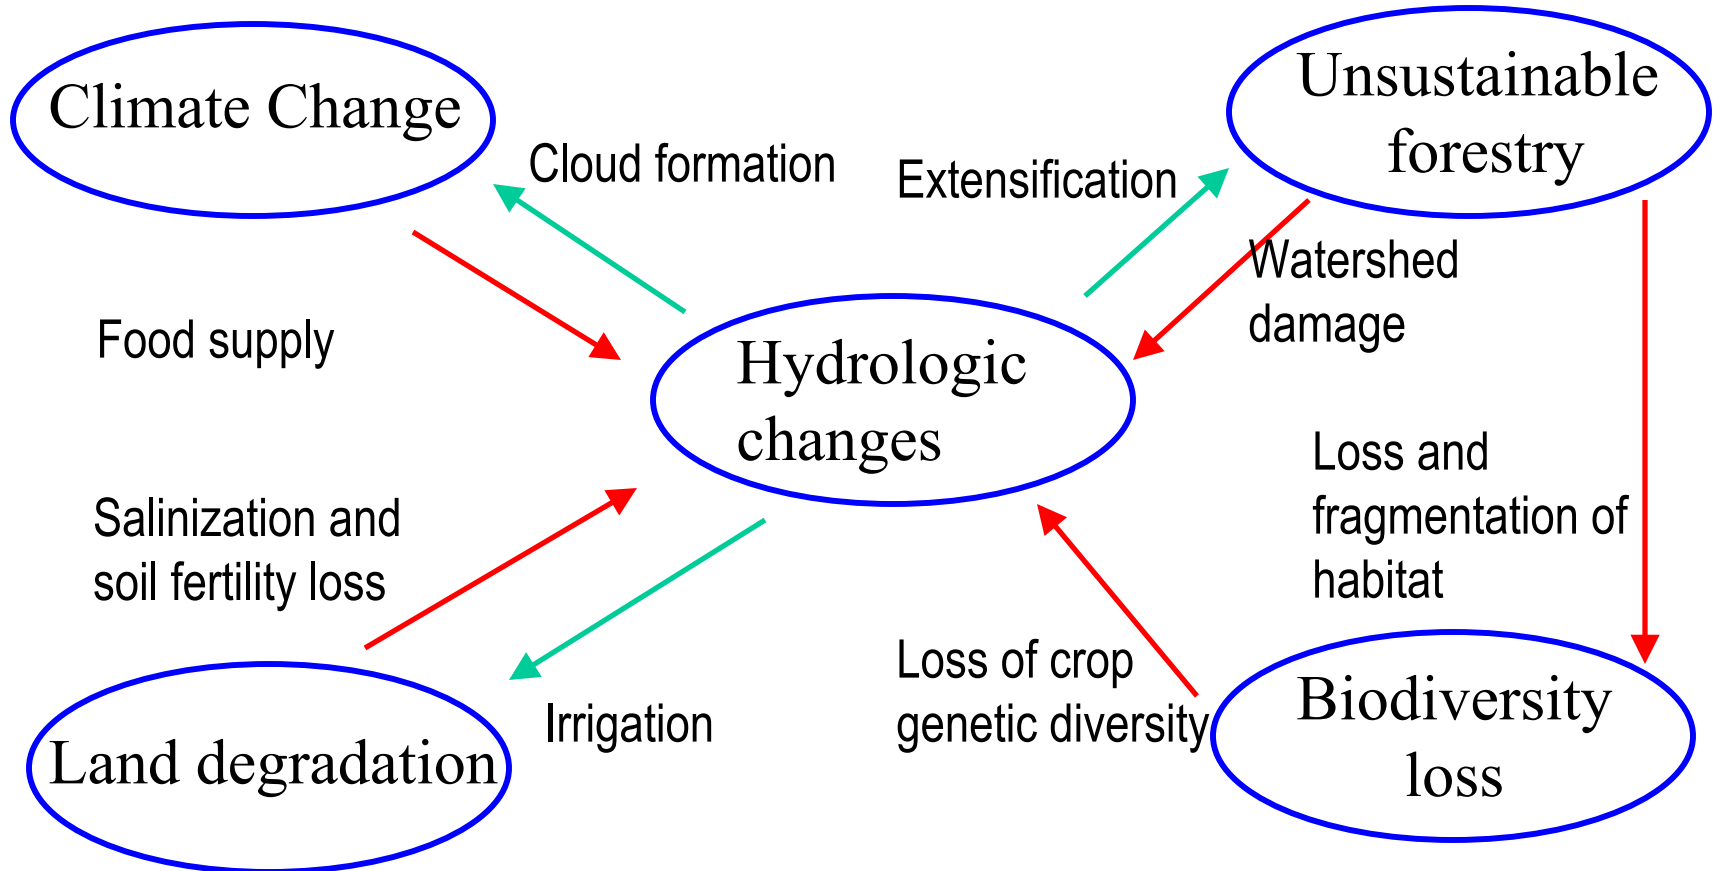 Climate Change
Unsustainable
forestry
Cloud formation
Extensification
Watershed
damage
Food supply
Hydrologic
changes
Loss and
fragmentation of
habitat
Salinization and
soil fertility loss
Loss of crop
genetic diversity
Irrigation
Biodiversity
loss
Land degradation